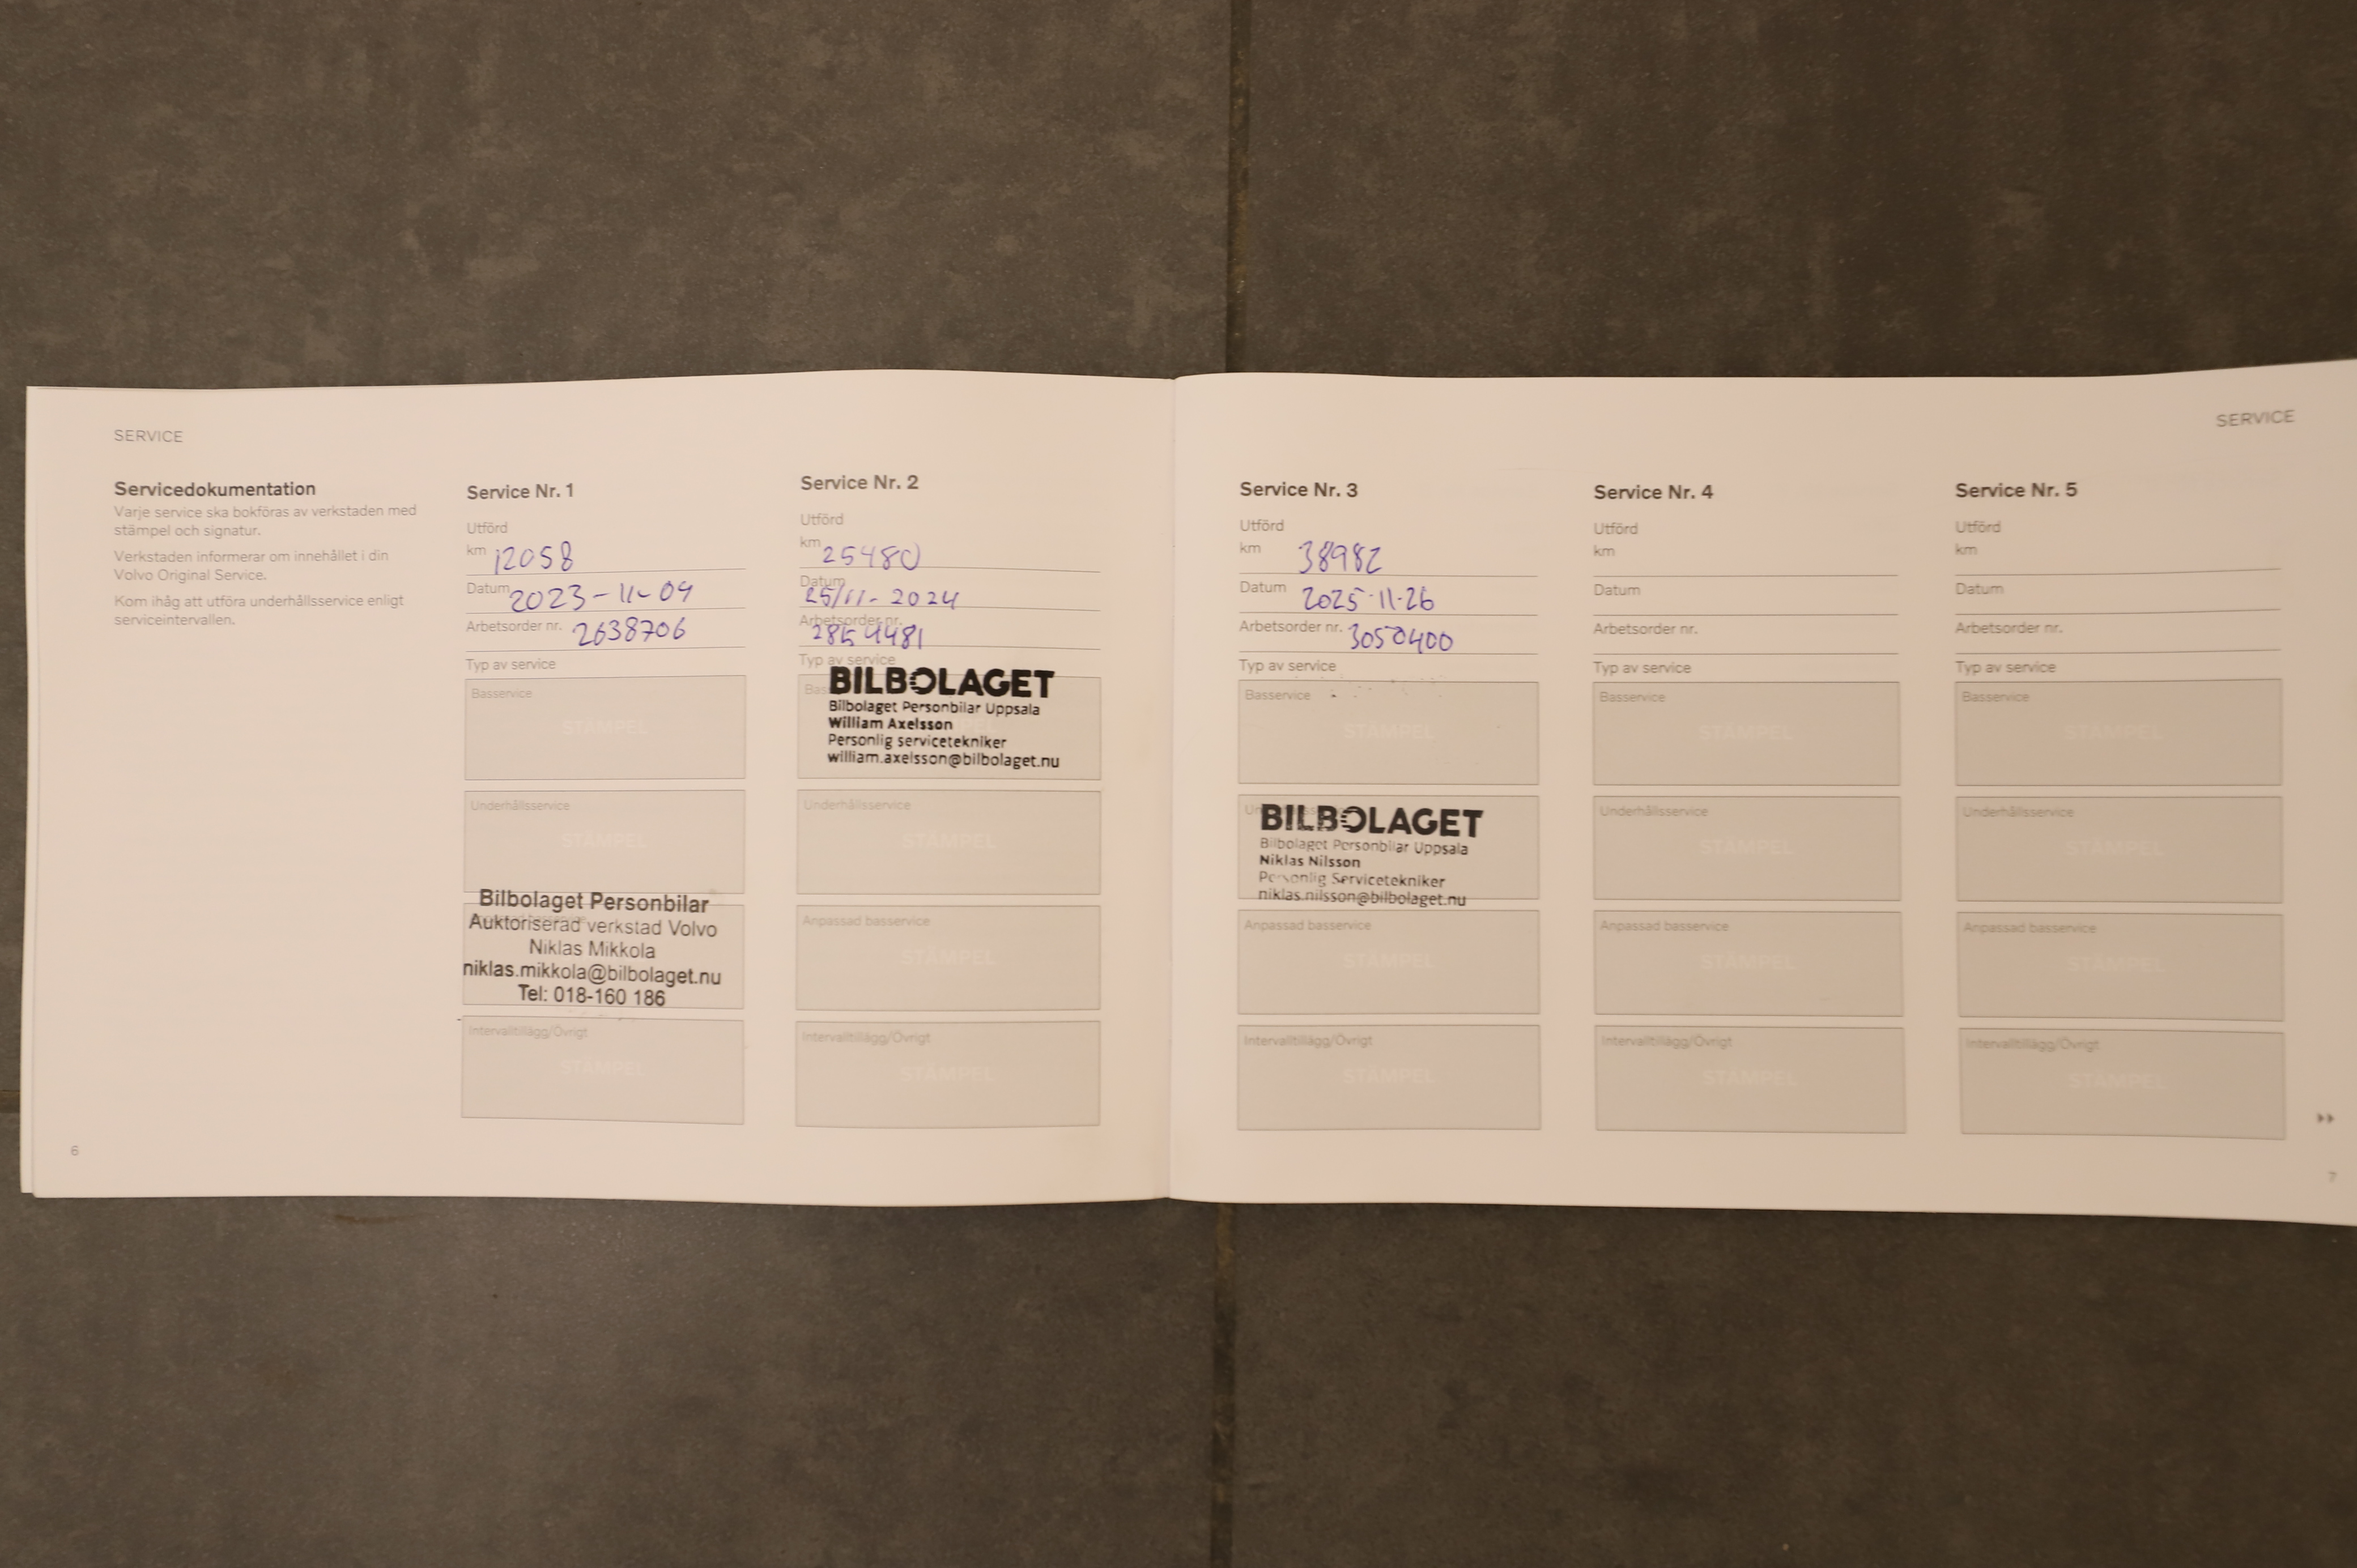 SERVICE
Servicedokumentation
Varje service ska bokföras av verkstaden med
stämpel och signatur.
Verkstaden informerar om innehållet i din
Volvo Original Service.
Kom ihåg att utföra underhållsservice enligt
serviceintervallen.
6
Service Nr. 1
Utförd
km 12058
Datum 2023-11-09
Arbetsorder nr. 2638706
Typ av service
Basservice
STÄMPEL
Underhållsservice
STÄMPEL
Bilbolaget Personbilar
Auktoriserad verkstad Volvo
Niklas Mikkola
niklas.mikkola@bilbolaget.nu
Tel: 018-160 186
Intervalltillägg/Övrigt
STÄMPEL
Service Nr. 2
Utförd
km 25480
Datum
25/11-2024
Arbetsorder nr.
Typ av service
BILBOLAGET
Bilbolaget Personbilar Uppsala
William Axelsson
Personlig servicetekniker
william.axelsson@bilbolaget.nu
Underhållsservice
STÄMPEL
Anpassad basservice
STÄMPEL
Intervalltillägg/Övrigt
STÄMPEL
SERVICE
Service Nr. 3
Utförd
km 38982
Datum 2025-11-26
Arbetsorder nr. 3050400
Typ av service
Basservice
STÄMPEL
BILBOLAGET
Bilbolaget Personbilar Uppsala
Niklas Nilsson
Personlig Servicetekniker
niklas.nilsson@bilbolaget.nu
Anpassad basservice
STÄMPEL
Intervalltillägg/Övrigt
STÄMPEL
Service Nr. 4
Utförd
km
Datum
Arbetsorder nr.
Typ av service
Basservice
STÄMPEL
Underhållsservice
STÄMPEL
Anpassad basservice
STÄMPEL
Intervalltillägg/Övrigt
STÄMPEL
Service Nr. 5
Utförd
km
Datum
Arbetsorder nr.
Typ av service
Basservice
STÄMPEL
Underhållsservice
STÄMPEL
Anpassad basservice
STÄMPEL
Intervalltillägg/Övrigt
STÄMPEL
7